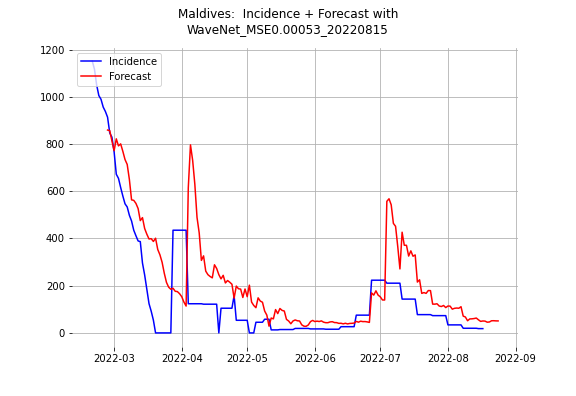 Maldives:  Incidence + Forecast with
WaveNet_MSE0.00053_20220815
Incidence
Forecast
1200
1000
800
600
400
200
0
2022-03 2022-04 2022-05 2022-06 2022-07 2022-08 2022-09